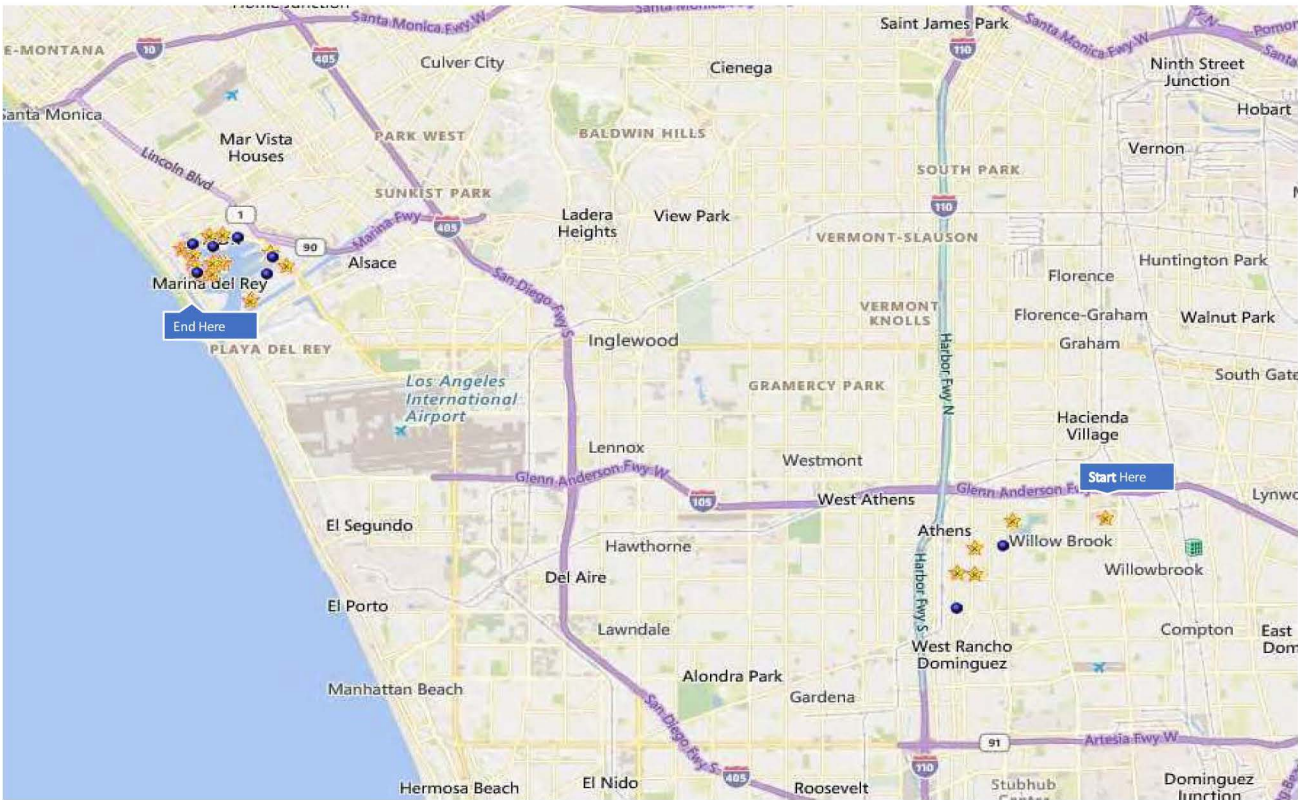 Santa Monica Fwy W
Saint James Park
Santa Monica Fwy W
E-MONTANA
10
405
110
Culver City
Cienega
Ninth Street
Junction
Santa Monica
Hobart
Mar Vista
Houses
PARK WEST
BALDWIN HILLS
Vernon
Lincoln Blvd
SOUTH PARK
SUNKIST PARK
1
110
Ladera
Heights
View Park
Marina Fwy
405
90
VERMONT-SLAUSON
Alsace
Huntington Park
San Diego Fwy S
Florence
Marina del Rey
VERMONT
KNOLLS
Florence-Graham
Walnut Park
End Here
Inglewood
Graham
PLAYA DEL REY
Harbor Fwy N
South Gate
Los Angeles
International
Airport
GRAMERCY PARK
Hacienda
Village
Lennox
Westmont
Glenn Anderson Fwy W
Start Here
Glenn Anderson
105
West Athens
El Segundo
Athens
Willow Brook
Hawthorne
Willowbrook
Del Aire
Harbor Fwy S
El Porto
Lawndale
Compton
East
West Rancho
Dominguez
Alondra Park
Manhattan Beach
Gardena
San Diego Fwy S
91
Artesia Fwy W
110
405
Hermosa Beach
El Nido
Roosevelt
Stubhub
Dominguez
Junction